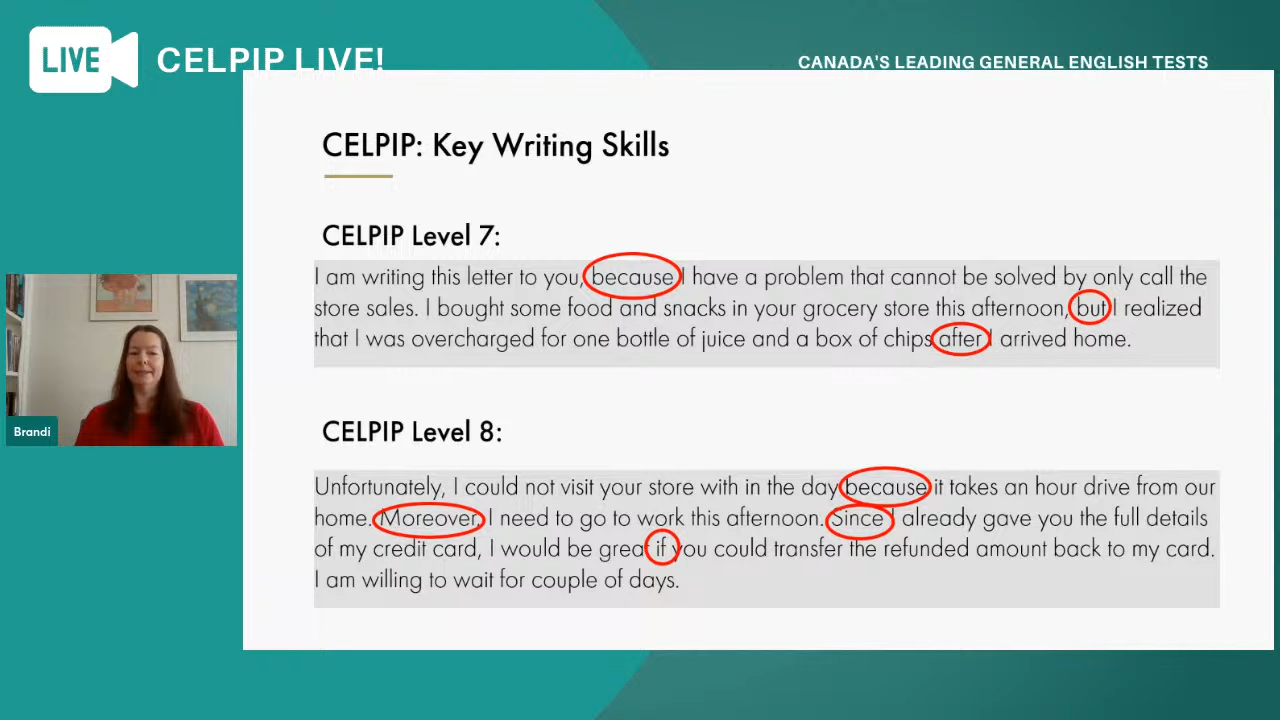 LIVE
CELPIP LIVE!
CANADA'S LEADING GENERAL ENGLISH TESTS
CELPIP: Key Writing Skills
CELPIP Level 7:
I am writing this letter to you, because I have a problem that cannot be solved by only call the
store sales. I bought some food and snacks in your grocery store this afternoon, but I realized
that I was overcharged for one bottle of juice and a box of chips after I arrived home.
Brandi
CELPIP Level 8:
Unfortunately, I could not visit your store with in the day because it takes an hour drive from our
home. Moreover, I need to go to work this afternoon. Since I already gave you the full details
of my credit card, I would be great if you could transfer the refunded amount back to my card.
I am willing to wait for couple of days.